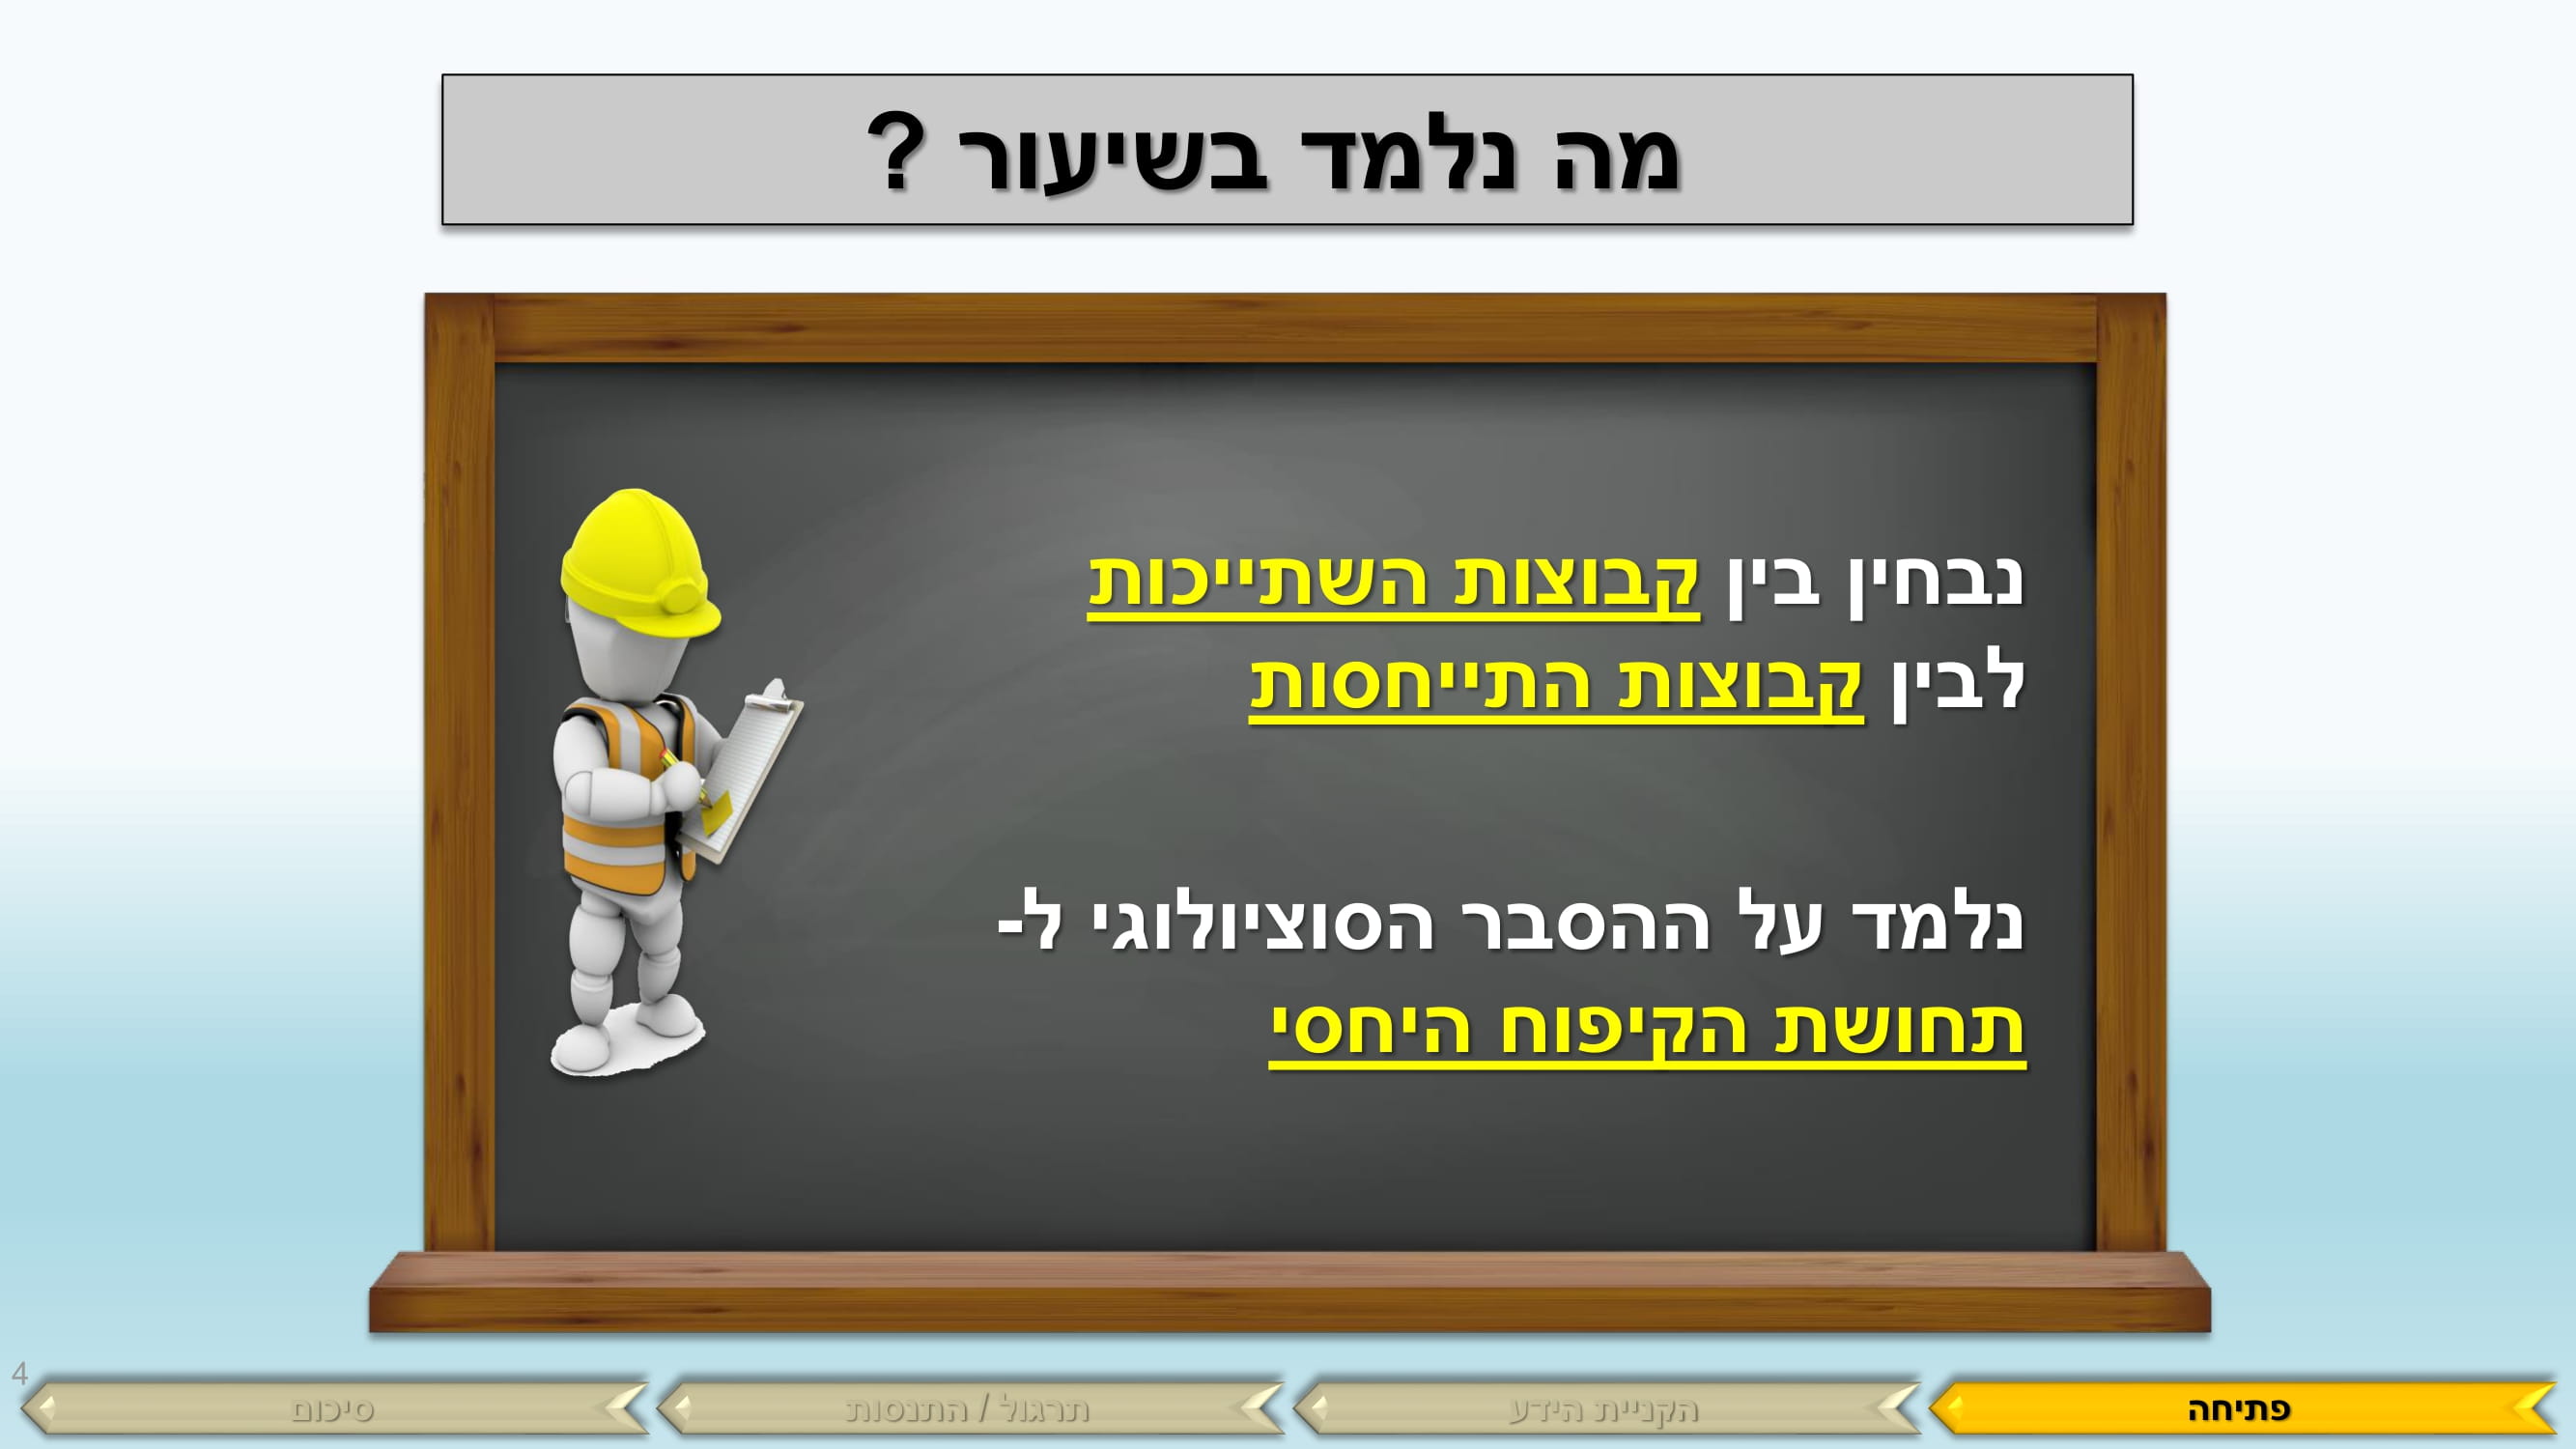 מה נלמד בשיעור ?
נבחין בין קבוצות השתייכות
לבין קבוצות התייחסות
נלמד על ההסבר הסוציולוגי ל-
תחושת הקיפוח היחסי
4
פתיחה
הקניית הידע
תרגול / התנסות
סיכום